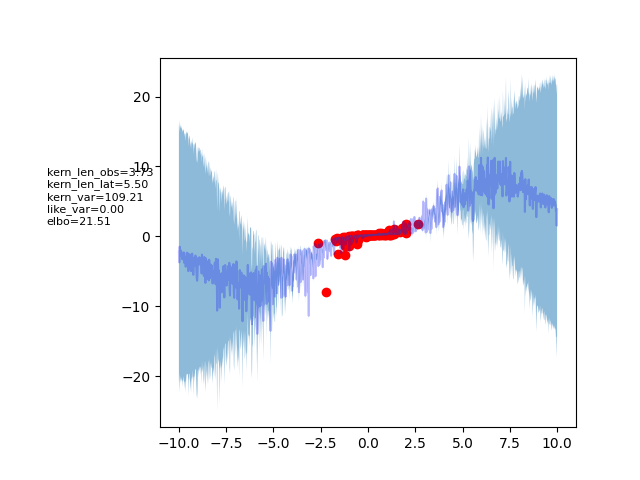 20
10
kern_len_obs=3.73
kern_len_lat=5.50
kern_var=109.21
like_var=0.00
elbo=21.51
0
−10
−20
−10.0 −7.5 −5.0 −2.5 0.0 2.5 5.0 7.5 10.0